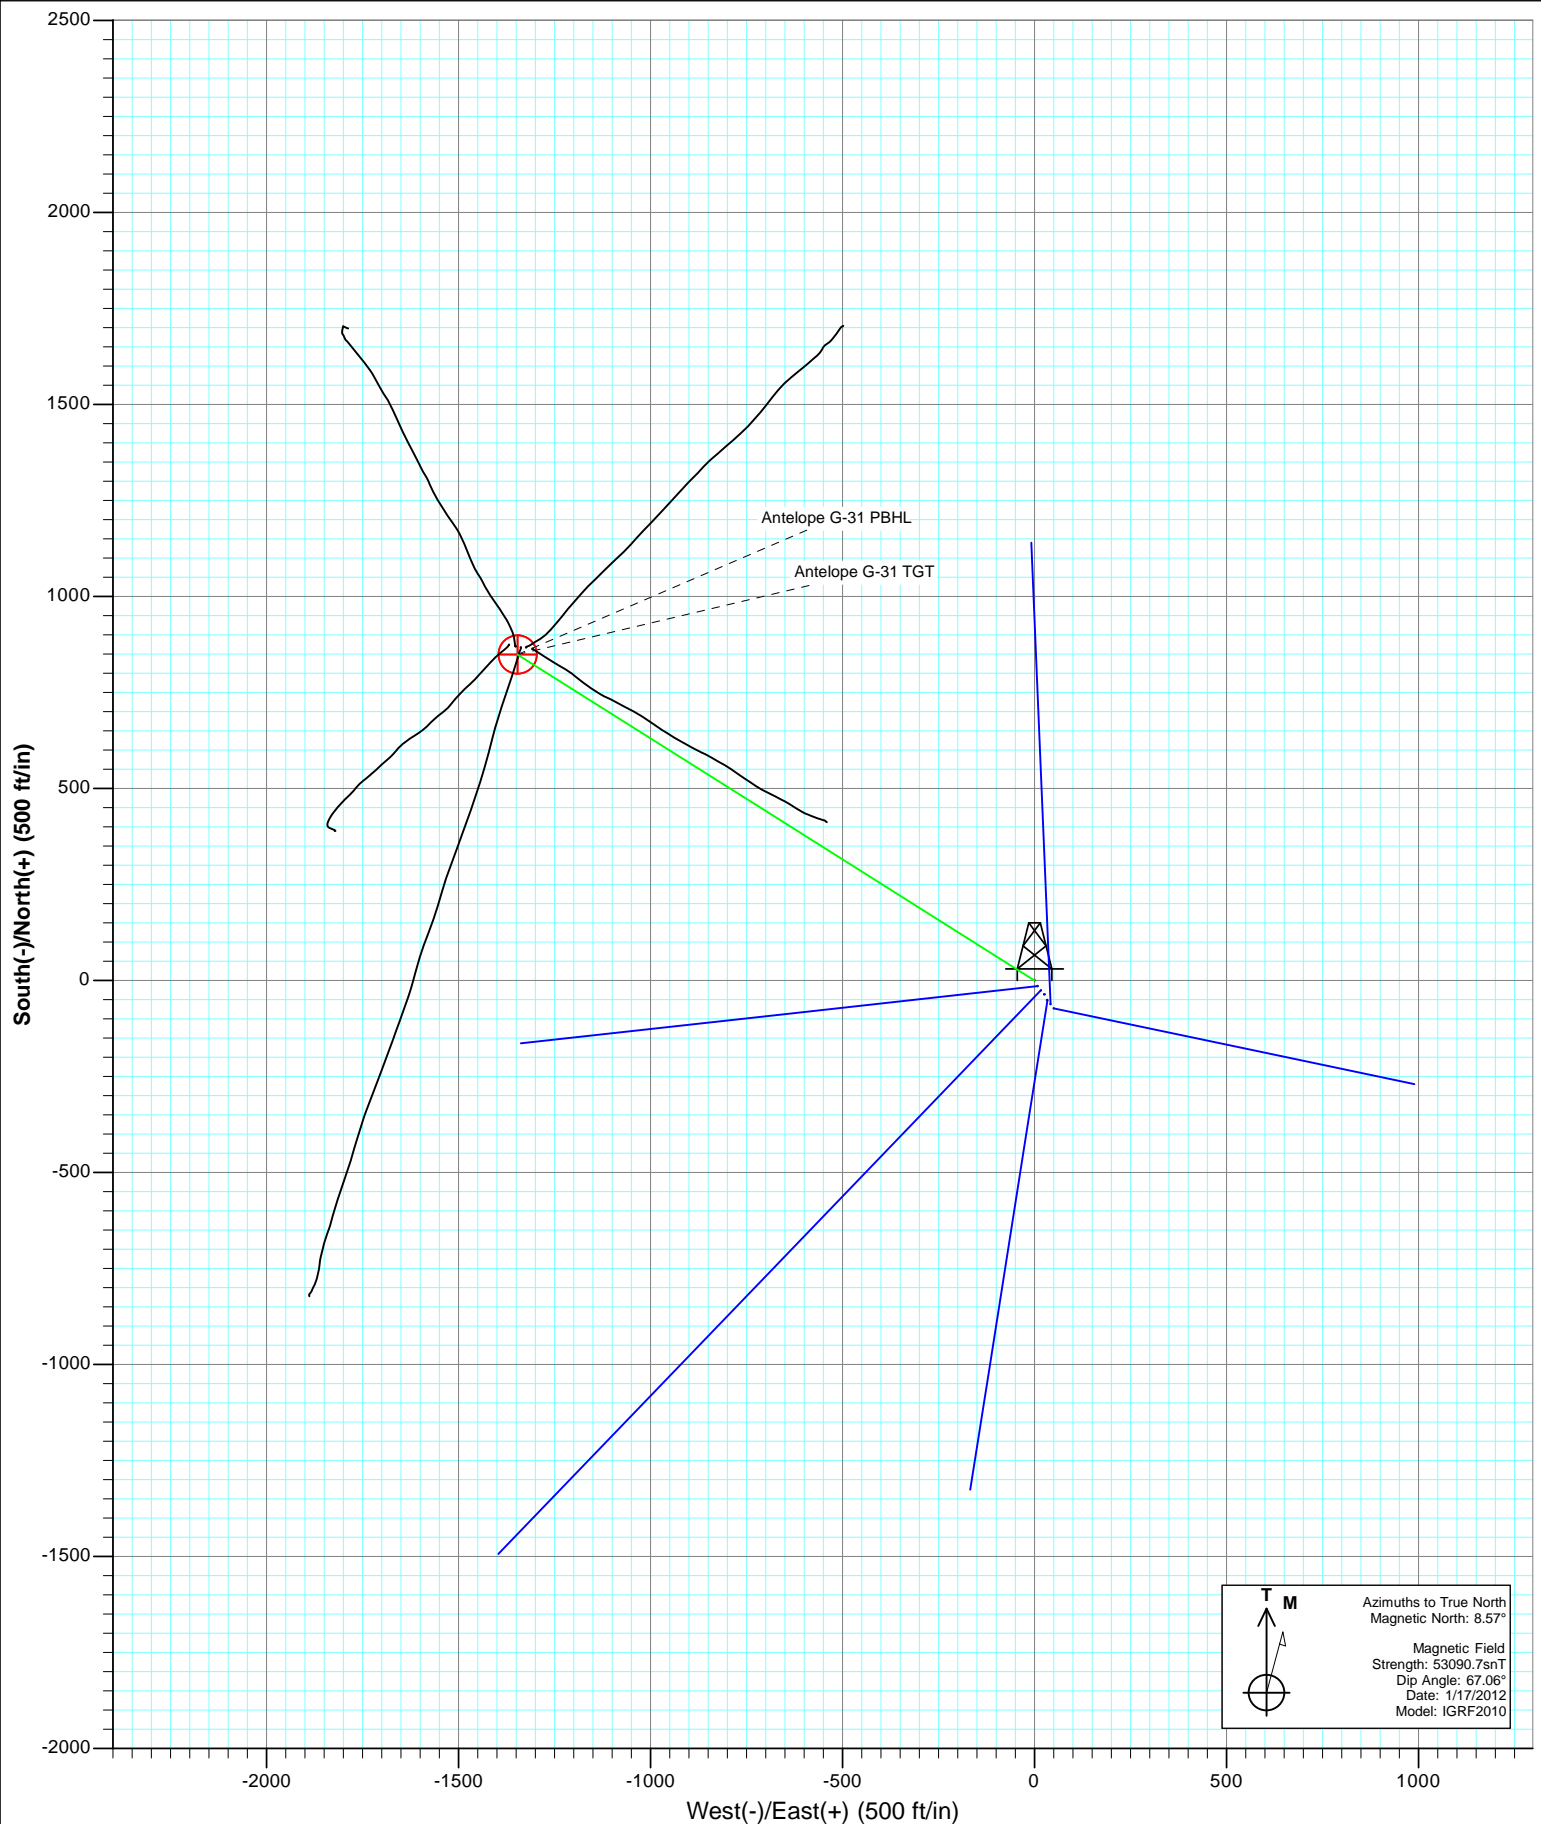 2500
2000
1500
1000
500
0
-500
-1000
-1500
-2000
South(-)/North(+) (500 ft/in)
Antelope G-31 PBHL
Antelope G-31 TGT
T
M
Azimuths to True North
Magnetic North: 8.57°
Magnetic Field
Strength: 53090.7snT
Dip Angle: 67.06°
Date: 1/17/2012
Model: IGRF2010
-2000
-1500
-1000
-500
0
500
1000
West(-)/East(+) (500 ft/in)